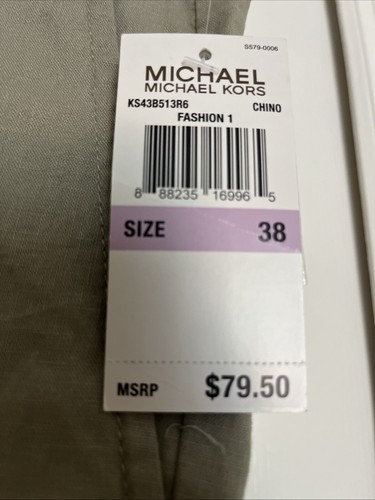 S579-0006
MICHAEL
MICHAEL KORS
KS43B513R6 CHINO
FASHION 1
8 88235 16996 5
SIZE 38
MSRP $79.50